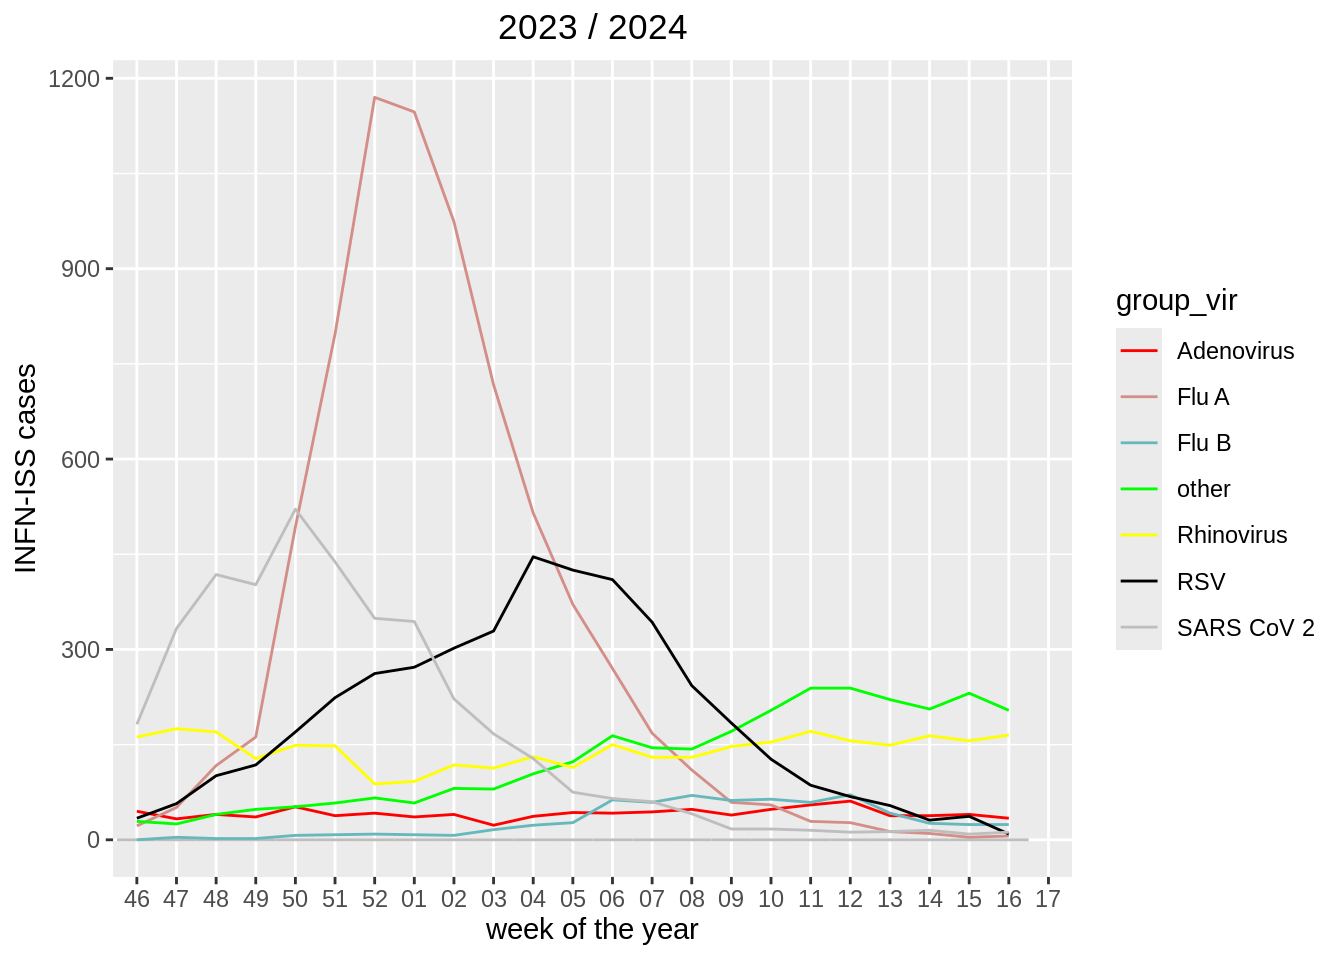 2023 / 2024
1200
900
600
300
0
INFN-ISS cases
46 47 48 49 50 51 52 01 02 03 04 05 06 07 08 09 10 11 12 13 14 15 16 17
week of the year
group_vir
Adenovirus
Flu A
Flu B
other
Rhinovirus
RSV
SARS CoV 2